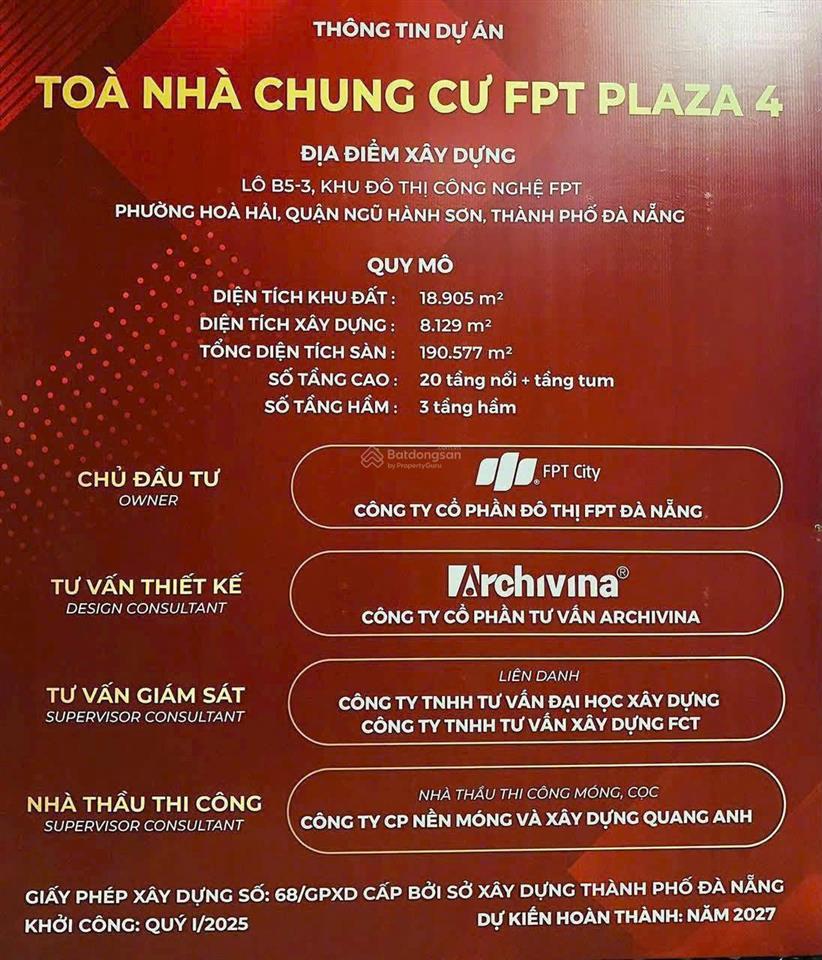 THÔNG TIN DỰ ÁN
TOÀ NHÀ CHUNG CƯ FPT PLAZA 4
ĐỊA ĐIỂM XÂY DỰNG
LÔ B5-3, KHU ĐÔ THỊ CÔNG NGHỆ FPT
PHƯỜNG HOÀ HẢI, QUẬN NGŨ HÀNH SƠN, THÀNH PHỐ ĐÀ NẴNG
QUY MÔ
DIỆN TÍCH KHU ĐẤT : 18.905 m²
DIỆN TÍCH XÂY DỰNG : 8.129 m²
TỔNG DIỆN TÍCH SÀN : 190.577 m²
SỐ TẦNG CAO : 20 tầng nổi + tầng tum
SỐ TẦNG HẦM : 3 tầng hầm
Batdongsan
by PropertyGuru
CHỦ ĐẦU TƯ
OWNER
FPT City
CÔNG TY CỔ PHẦN ĐÔ THỊ FPT ĐÀ NẴNG
TƯ VẤN THIẾT KẾ
DESIGN CONSULTANT
Archivina®
CÔNG TY CỔ PHẦN TƯ VẤN ARCHIVINA
TƯ VẤN GIÁM SÁT
SUPERVISOR CONSULTANT
LIÊN DANH
CÔNG TY TNHH TƯ VẤN ĐẠI HỌC XÂY DỰNG
CÔNG TY TNHH TƯ VẤN XÂY DỰNG FCT
NHÀ THẦU THI CÔNG
SUPERVISOR CONSULTANT
NHÀ THẦU THI CÔNG MÓNG, CỌC
CÔNG TY CP NỀN MÓNG VÀ XÂY DỰNG QUANG ANH
GIẤY PHÉP XÂY DỰNG SỐ: 68/GPXD CẤP BỞI SỞ XÂY DỰNG THÀNH PHỐ ĐÀ NẴNG
KHỞI CÔNG: QUÝ I/2025
DỰ KIẾN HOÀN THÀNH: NĂM 2027